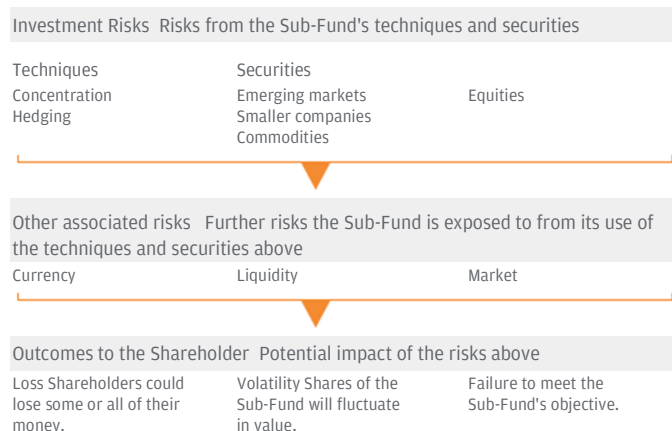 Investment Risks Risks from the Sub-Fund's techniques and securities
Techniques
Securities
Concentration
Hedging
Emerging markets
Smaller companies
Commodities
Equities
Other associated risks Further risks the Sub-Fund is exposed to from its use of
the techniques and securities above
Currency
Liquidity
Market
Outcomes to the Shareholder Potential impact of the risks above
Loss Shareholders could
lose some or all of their
money.
Volatility Shares of the
Sub-Fund will fluctuate
in value.
Failure to meet the
Sub-Fund's objective.